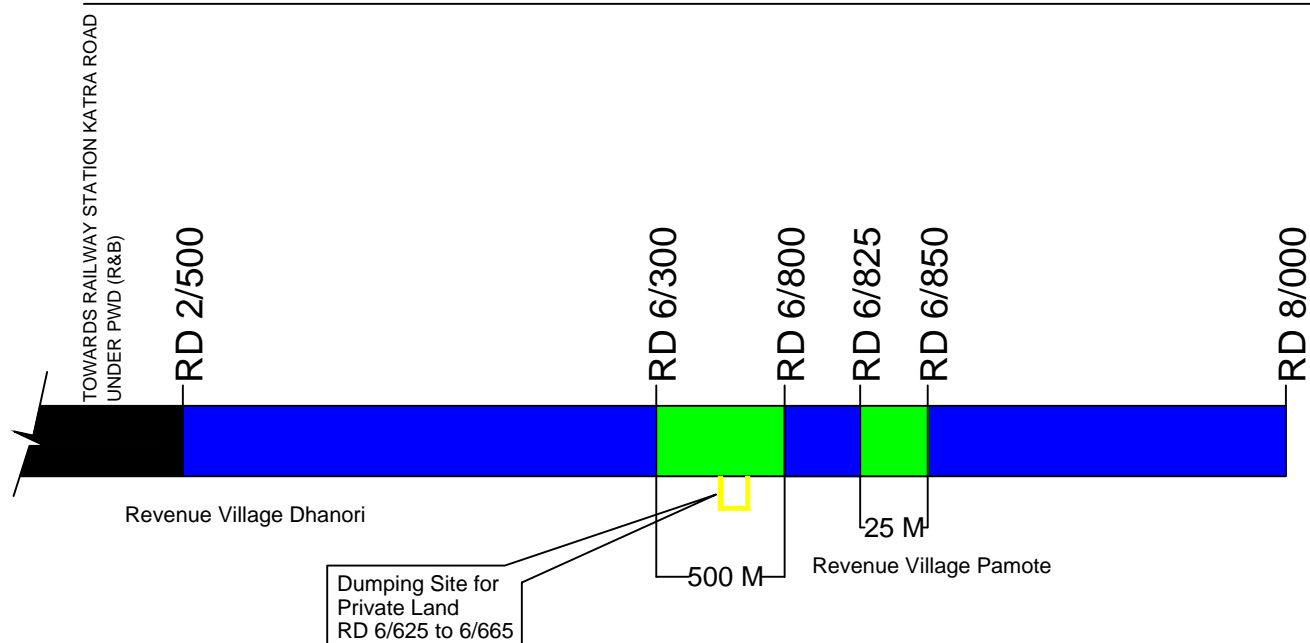 TOWARDS RAILWAY STATION KATRA ROAD
UNDER PWD (R&B)
RD 2/500
RD 6/300
RD 6/800
RD 6/825
RD 6/850
RD 8/000
Revenue Village Dhanori
25 M
500 M
Revenue Village Pamote
Dumping Site for
Private Land
RD 6/625 to 6/665